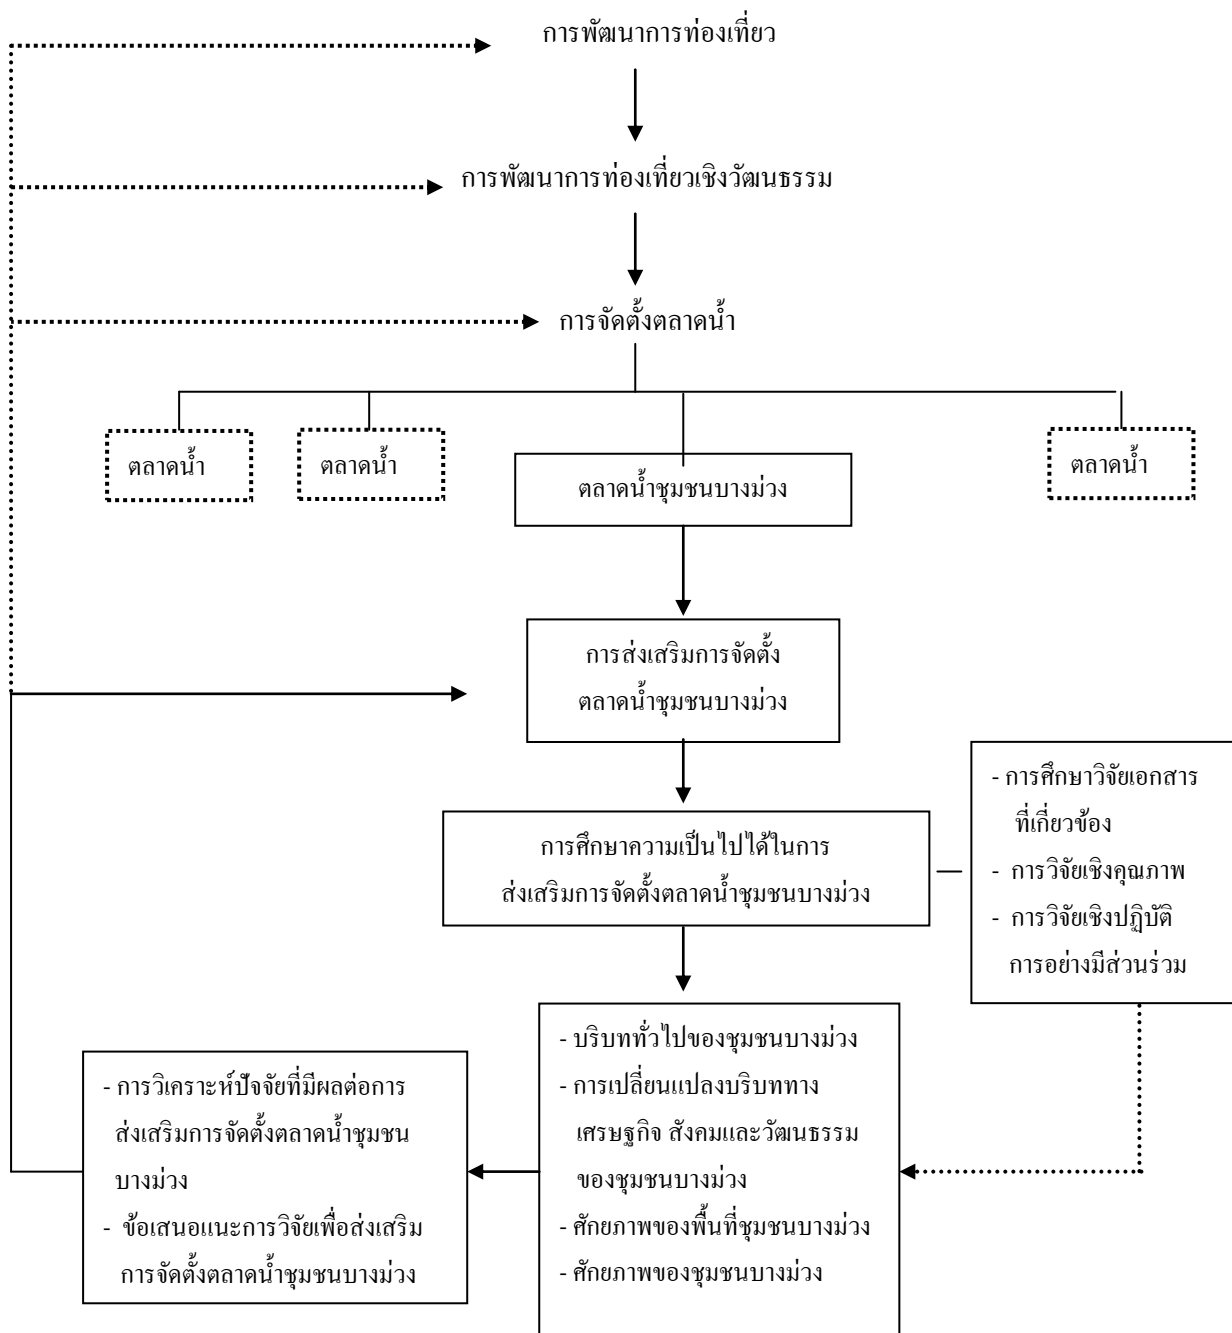 การพัฒนาการท่องเที่ยว
การพัฒนาการท่องเที่ยวเชิงวัฒนธรรม
การจัดตั้งตลาดน้ำ
ตลาดน้ำ
ตลาดน้ำ
ตลาดน้ำชุมชนบางม่วง
ตลาดน้ำ
การส่งเสริมการจัดตั้ง
ตลาดน้ำชุมชนบางม่วง
การศึกษาความเป็นไปได้ในการ
ส่งเสริมการจัดตั้งตลาดน้ำชุมชนบางม่วง
- การศึกษาวิจัยเอกสาร
ที่เกี่ยวข้อง
- การวิจัยเชิงคุณภาพ
- การวิจัยเชิงปฏิบัติ
การอย่างมีส่วนร่วม
- บริบททั่วไปของชุมชนบางม่วง
- การเปลี่ยนแปลงบริบททาง
เศรษฐกิจ สังคมและวัฒนธรรม
ของชุมชนบางม่วง
- ศักยภาพของพื้นที่ชุมชนบางม่วง
- ศักยภาพของชุมชนบางม่วง
- การวิเคราะห์ปัจจัยที่มีผลต่อการ
ส่งเสริมการจัดตั้งตลาดน้ำชุมชน
บางม่วง
- ข้อเสนอแนะการวิจัยเพื่อส่งเสริม
การจัดตั้งตลาดน้ำชุมชนบางม่วง